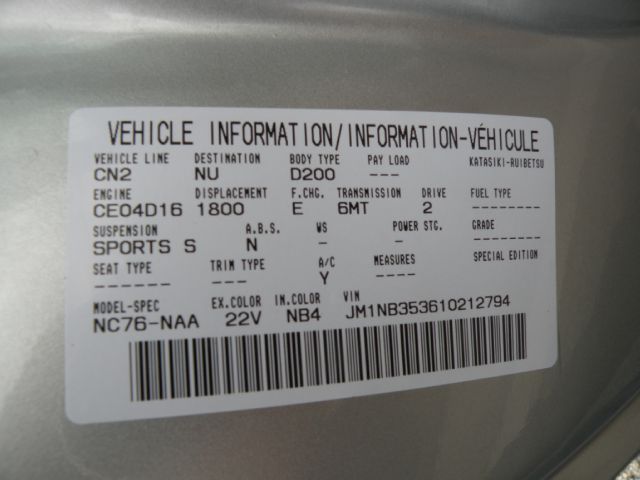 VEHICLE INFORMATION/INFORMATION-VÉHICULE
VEHICLE LINE DESTINATION BODY TYPE PAY LOAD KATASIKI-RUIBETSU
CN2 NU D200 ---
ENGINE DISPLACEMENT F.CHG. TRANSMISSION DRIVE FUEL TYPE
CE04D16 1800 E 6MT 2 ---
SUSPENSION A.B.S. WS POWER STG. GRADE
SPORTS S N - - ---
SEAT TYPE TRIM TYPE A/C MEASURES SPECIAL EDITION
--- --- Y ---
MODEL-SPEC EX.COLOR IN.COLOR VIN
NC76-NAA 22V NB4 JM1NB353610212794